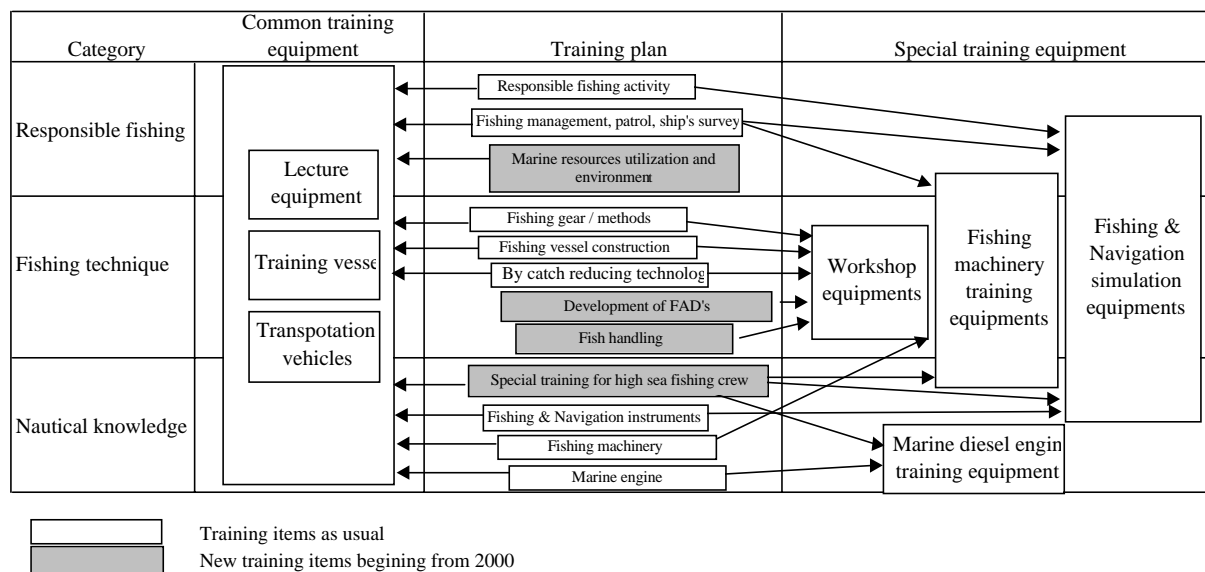 Category
Common training
equipment
Training plan
Special training equipment
Responsible fishing
Fishing technique
Nautical knowledge
Lecture
equipment
Training vesse
Transpotation
vehicles
Responsible fishing activity
Fishing management, patrol, ship's survey
Marine resources utilization and
environment
Fishing gear / methods
Fishing vessel construction
By catch reducing technolog
Development of FAD's
Fish handling
Special training for high sea fishing crew
Fishing & Navigation instruments
Fishing machinery
Marine engine
Workshop
equipments
Fishing
machinery
training
equipments
Fishing &
Navigation
simulation
equipments
Marine diesel engin
training equipment
Training items as usual
New training items begining from 2000